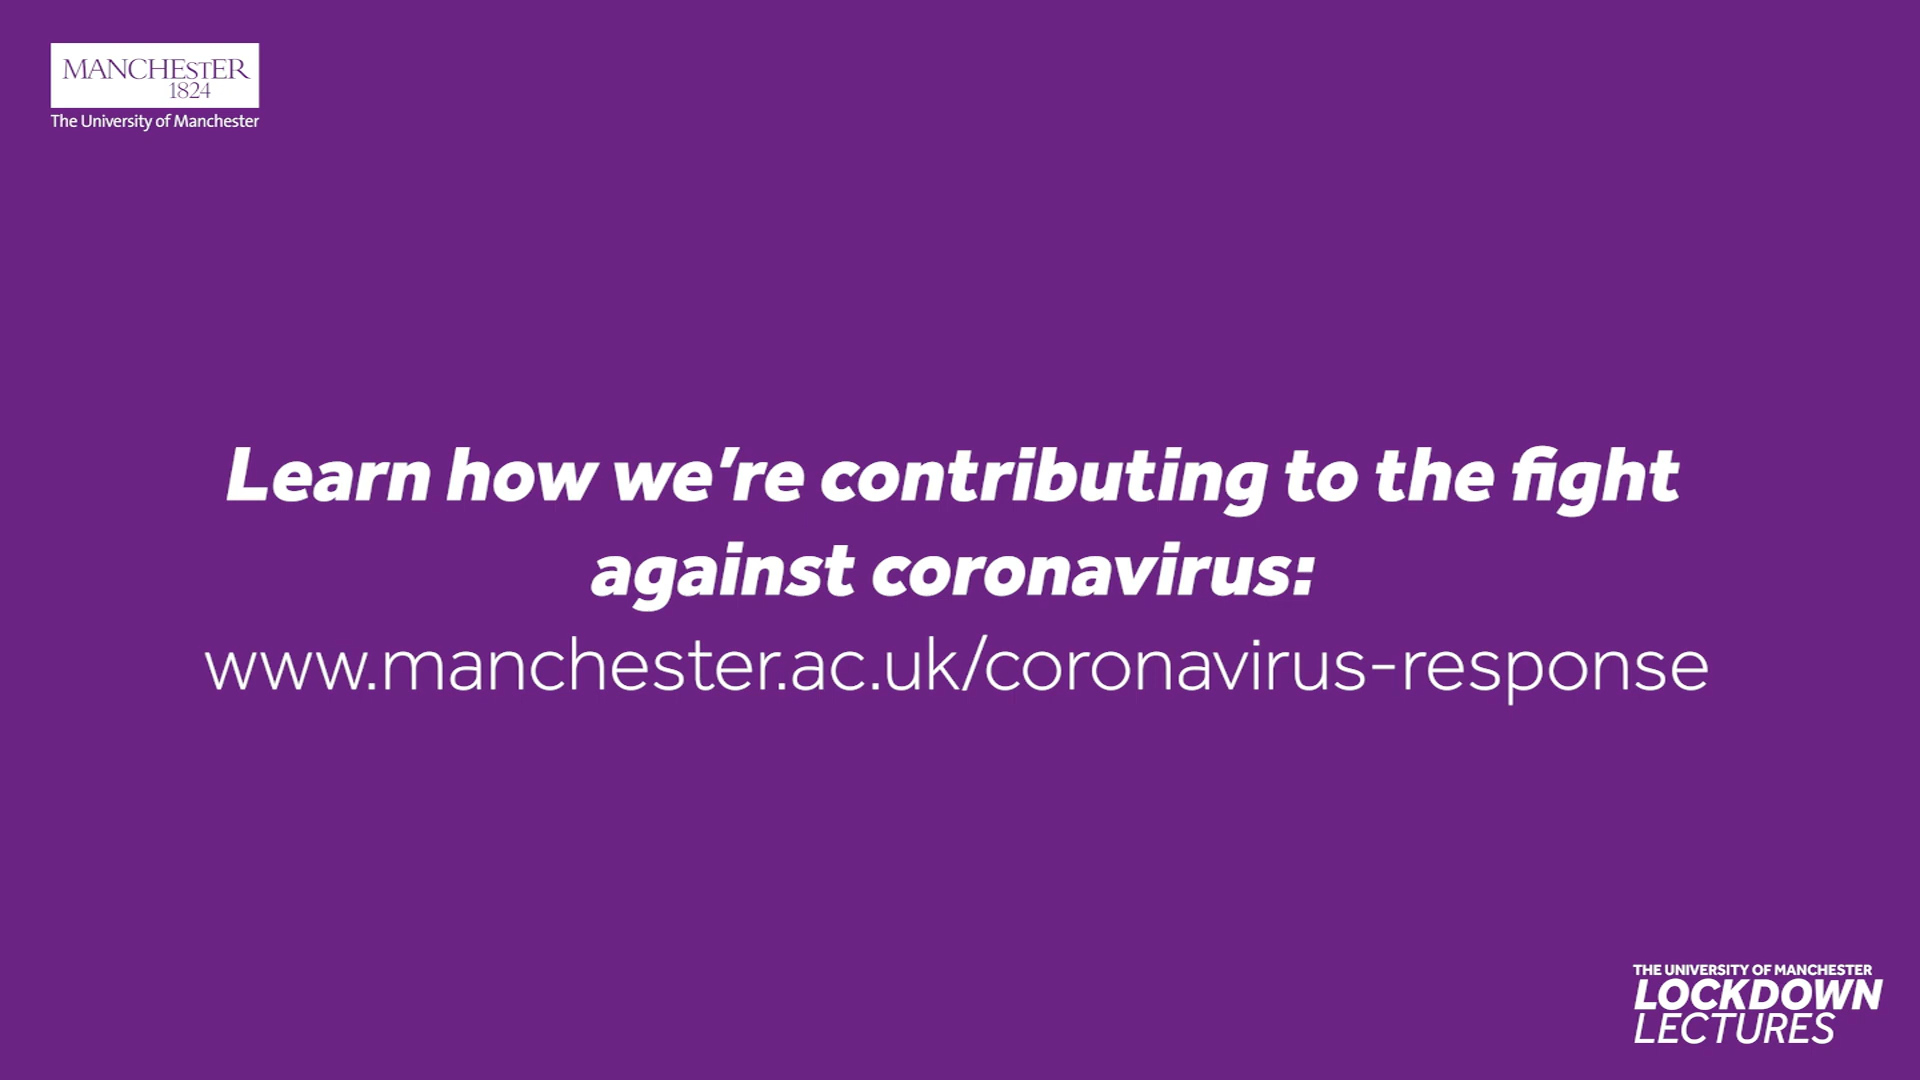 MANCHESTER
1824
The University of Manchester
Learn how we’re contributing to the fight
against coronavirus:
www.manchester.ac.uk/coronavirus-response
THE UNIVERSITY OF MANCHESTER
LOCKDOWN
LECTURES